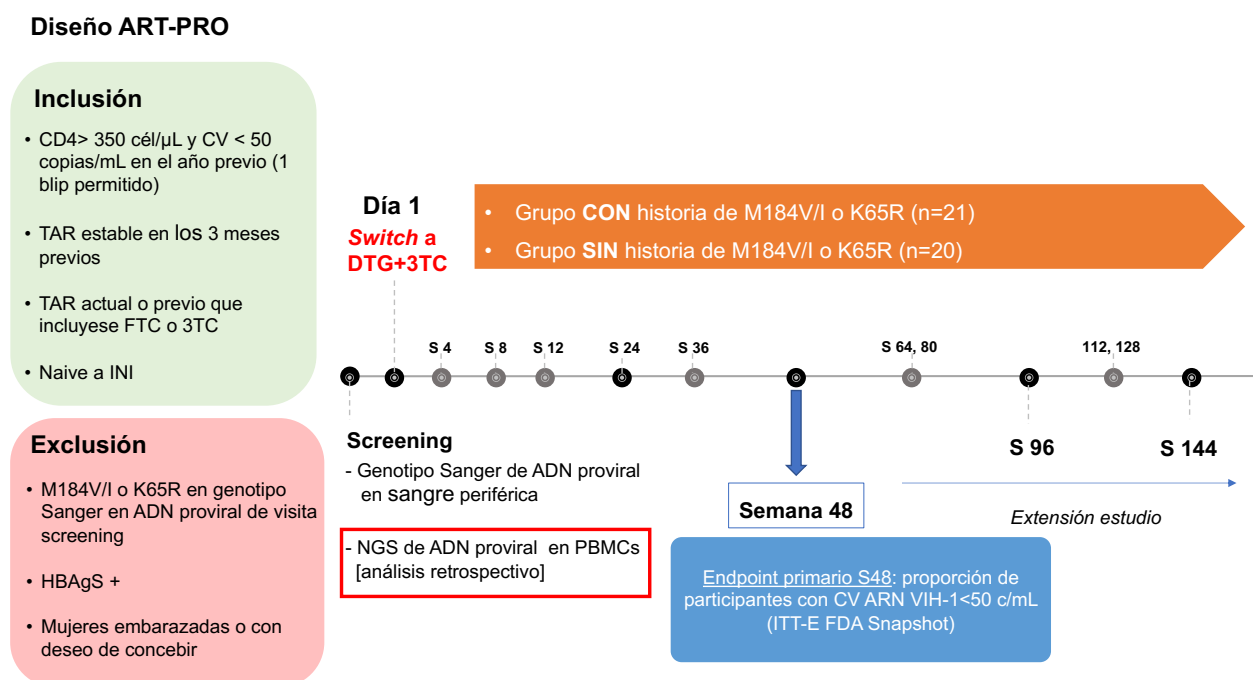 Diseño ART-PRO
Inclusión
• CD4> 350 cél/µL y CV < 50
copias/mL en el año previo (1
blip permitido)
• TAR estable en los 3 meses
previos
• TAR actual o previo que
incluyese FTC o 3TC
• Naive a INI
Exclusión
• M184V/I o K65R en genotipo
Sanger en ADN proviral de visita
screening
• HBAgS +
• Mujeres embarazadas o con
deseo de concebir
Día 1
Switch a
DTG+3TC
• Grupo CON historia de M184V/I o K65R (n=21)
• Grupo SIN historia de M184V/I o K65R (n=20)
S 4
S 8
S 12
S 24
S 36
S 64, 80
112, 128
Screening
- Genotipo Sanger de ADN proviral
en sangre periférica
- NGS de ADN proviral en PBMCs
[análisis retrospectivo]
Semana 48
S 96
S 144
Extensión estudio
Endpoint primario S48: proporción de
participantes con CV ARN VIH-1<50 c/mL
(ITT-E FDA Snapshot)